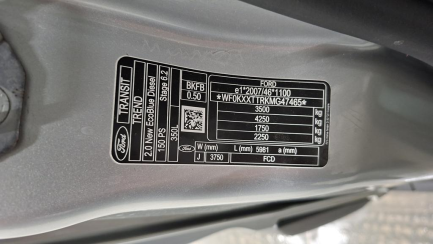 FORD
e1*2007/46*1100
*WF0KXXTTRKMG47465*
3500 kg
4250 kg
1750 kg
2250 kg
BKFB
0.50
W (mm) L (mm) 5981 a (mm)
J 3750 FCD
Ford
TRANSIT
TREND
2.0 New EcoBlue Diesel
150 PS Stage 6.2
350L
Ford